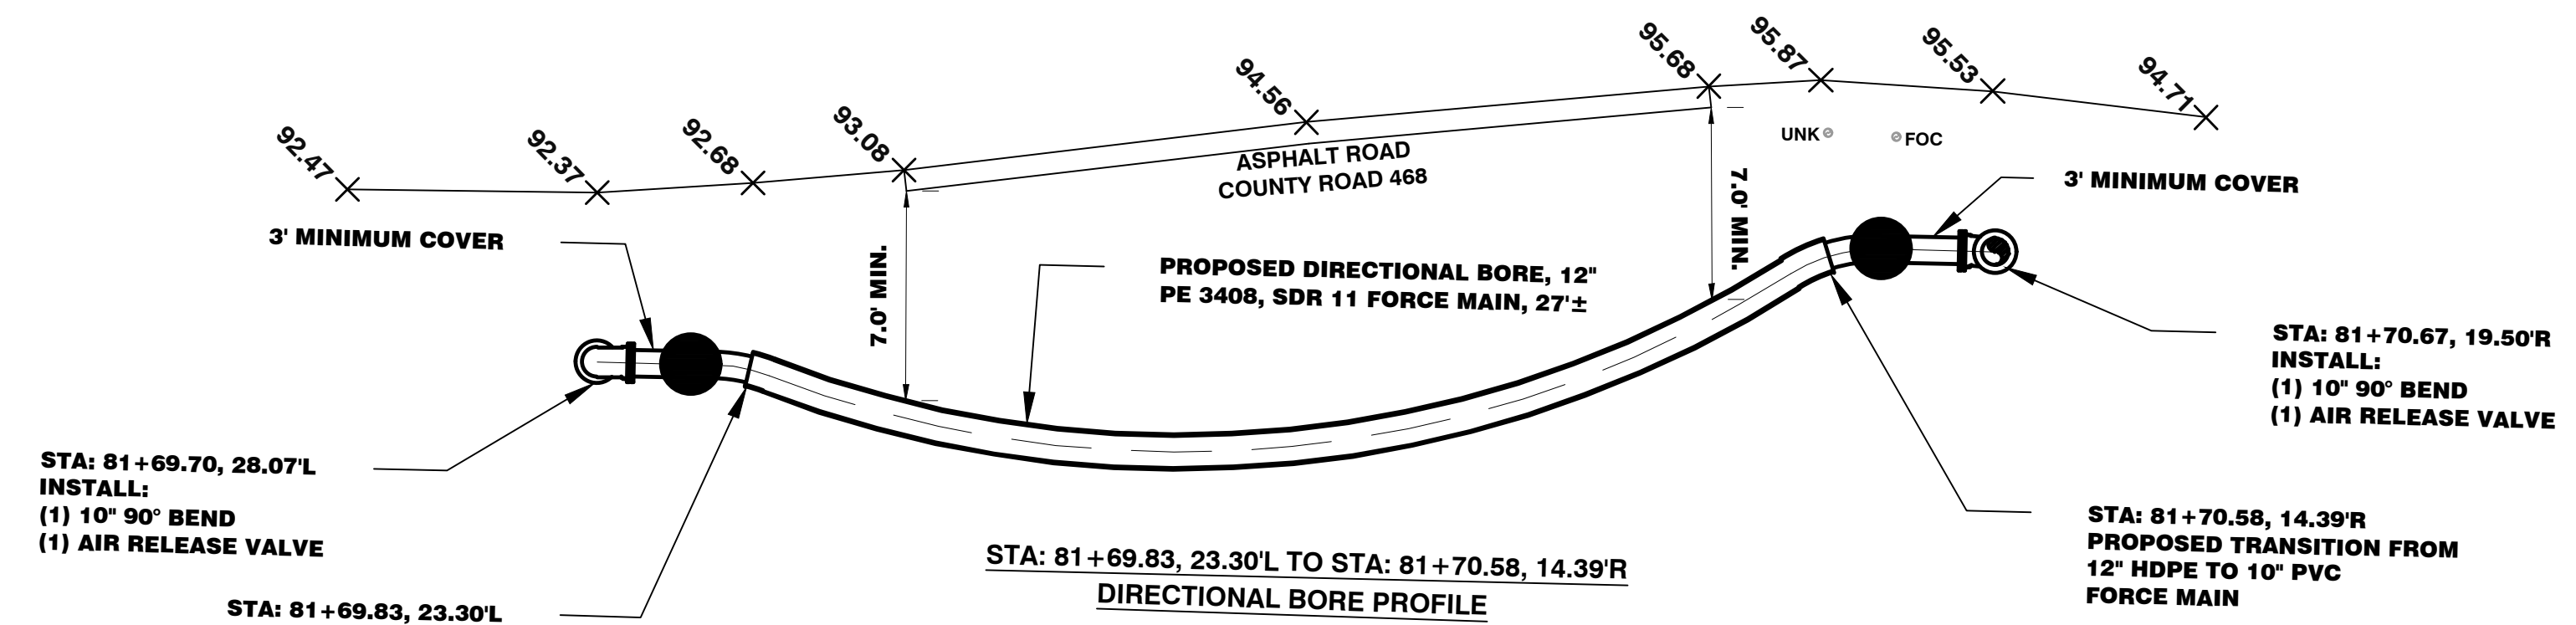 92.47
92.37
92.68
93.08
94.56
95.68
95.87
95.53
94.71
UNK
FOC
ASPHALT ROAD
COUNTY ROAD 468
3' MINIMUM COVER
3' MINIMUM COVER
7.0' MIN.
7.0' MIN.
PROPOSED DIRECTIONAL BORE, 12"
PE 3408, SDR 11 FORCE MAIN, 27'±
STA: 81+70.67, 19.50'R
INSTALL:
(1) 10" 90° BEND
(1) AIR RELEASE VALVE
STA: 81+69.70, 28.07'L
INSTALL:
(1) 10" 90° BEND
(1) AIR RELEASE VALVE
STA: 81+69.83, 23.30'L
STA: 81+70.58, 14.39'R
PROPOSED TRANSITION FROM
12" HDPE TO 10" PVC
FORCE MAIN
STA: 81+69.83, 23.30'L TO STA: 81+70.58, 14.39'R
DIRECTIONAL BORE PROFILE